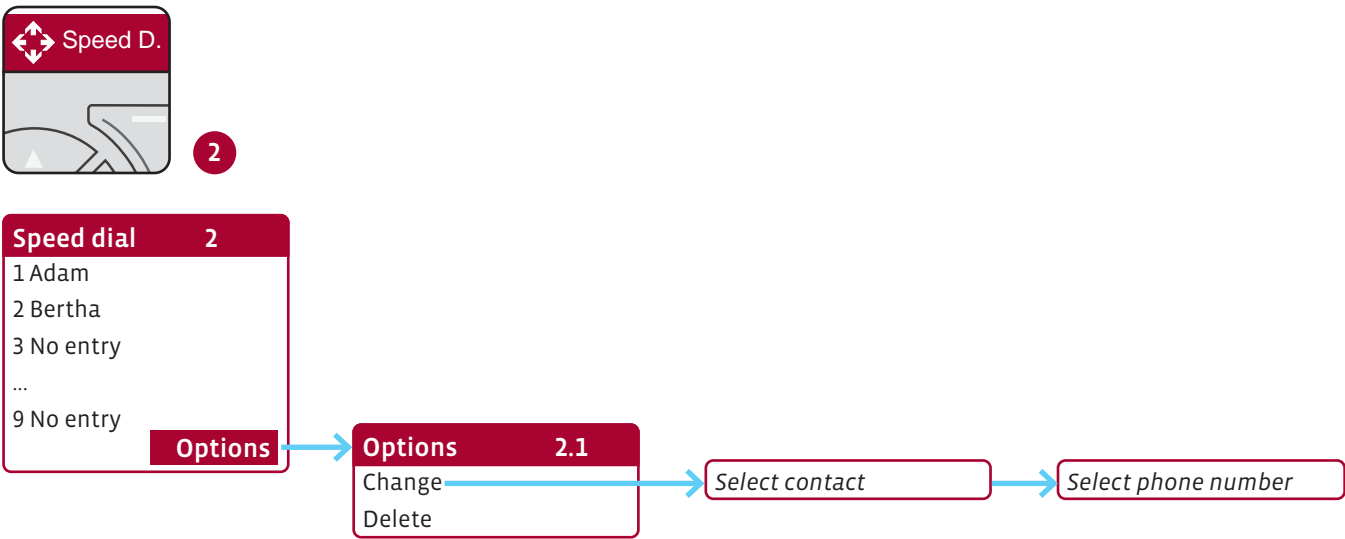 Speed D.
2
Speed dial 2
1 Adam
2 Bertha
3 No entry
...
9 No entry
Options
Options 2.1
Change
Delete
Select contact
Select phone number